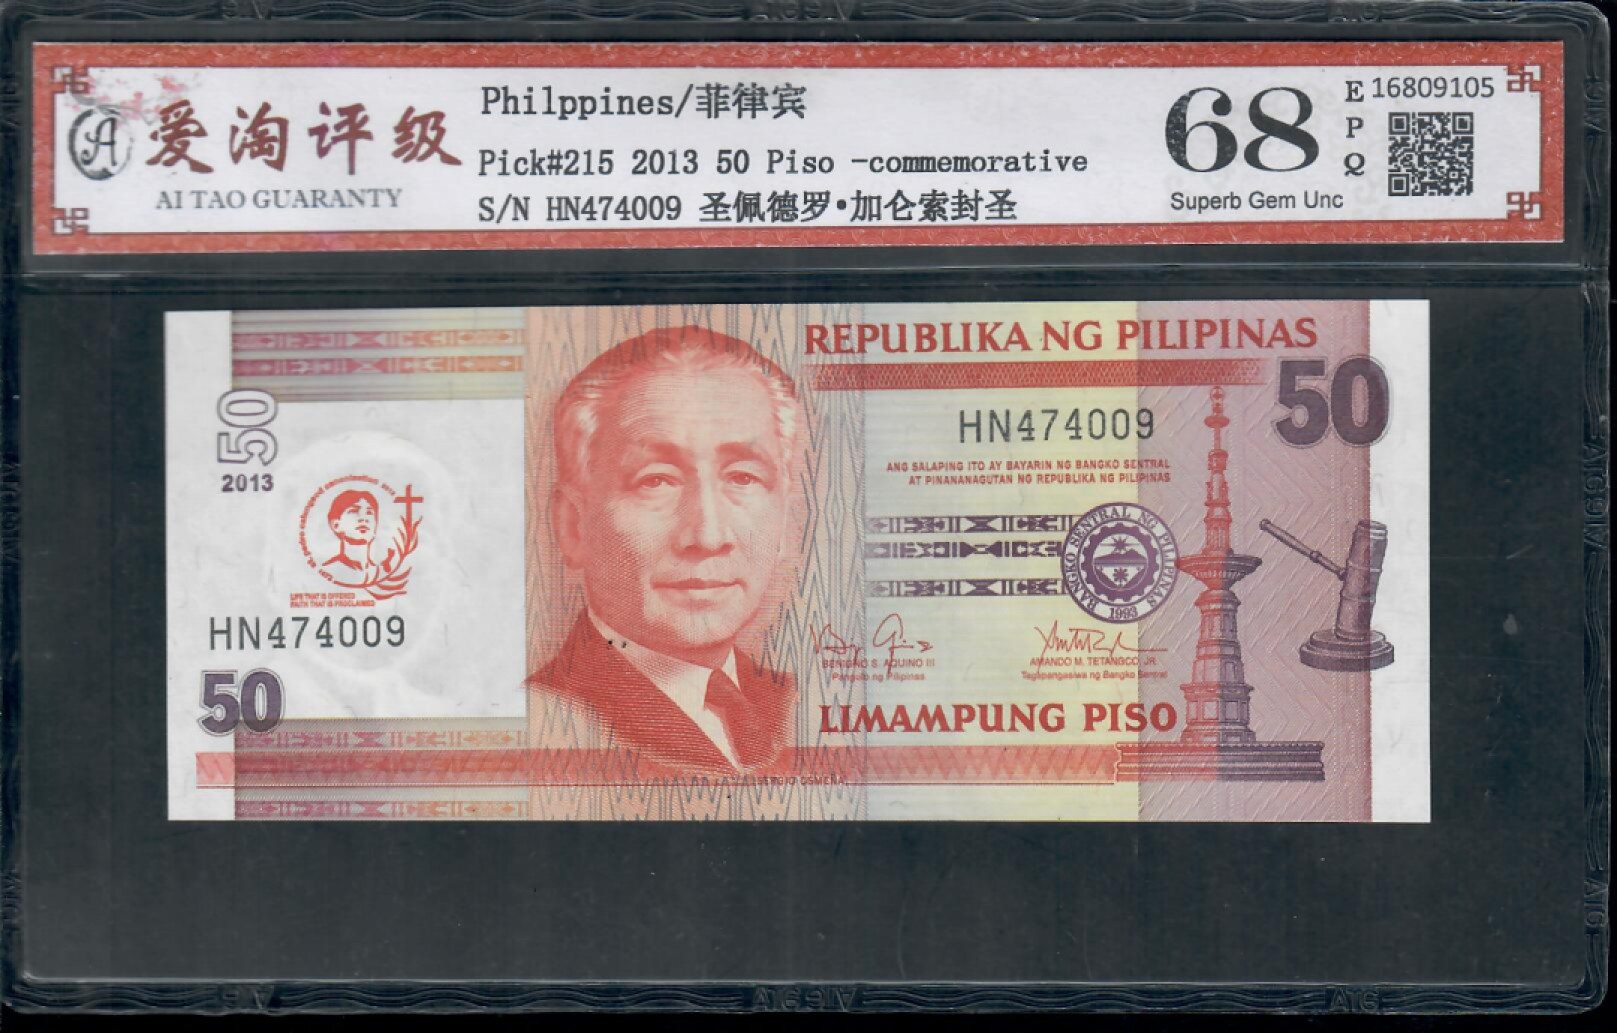 爱淘评级
AI TAO GUARANTY
Philppines/菲律宾
Pick#215 2013 50 Piso -commemorative
S/N HN474009 圣佩德罗•加仑索封圣
68
EPQ
16809105
Superb Gem Unc
REPUBLIKA NG PILIPINAS
50
50
2013
HN474009
ANG SALAPING ITO AY BAYARIN NG BANGKO SENTRAL
AT PINANANAGUTAN NG REPUBLIKA NG PILIPINAS
BANGKO SENTRAL NG PILIPINAS
1993
LIFE THAT IS OFFERED
FAITH THAT IS PROCLAIMED
HN474009
50
BENIGNO S. AQUINO III
Pangulo ng Pilipinas
AMANDO M. TETANGCO, JR.
Tagapangasiwa ng Bangko Sentral
LIMAMPUNG PISO
SERGIO OSMEÑA